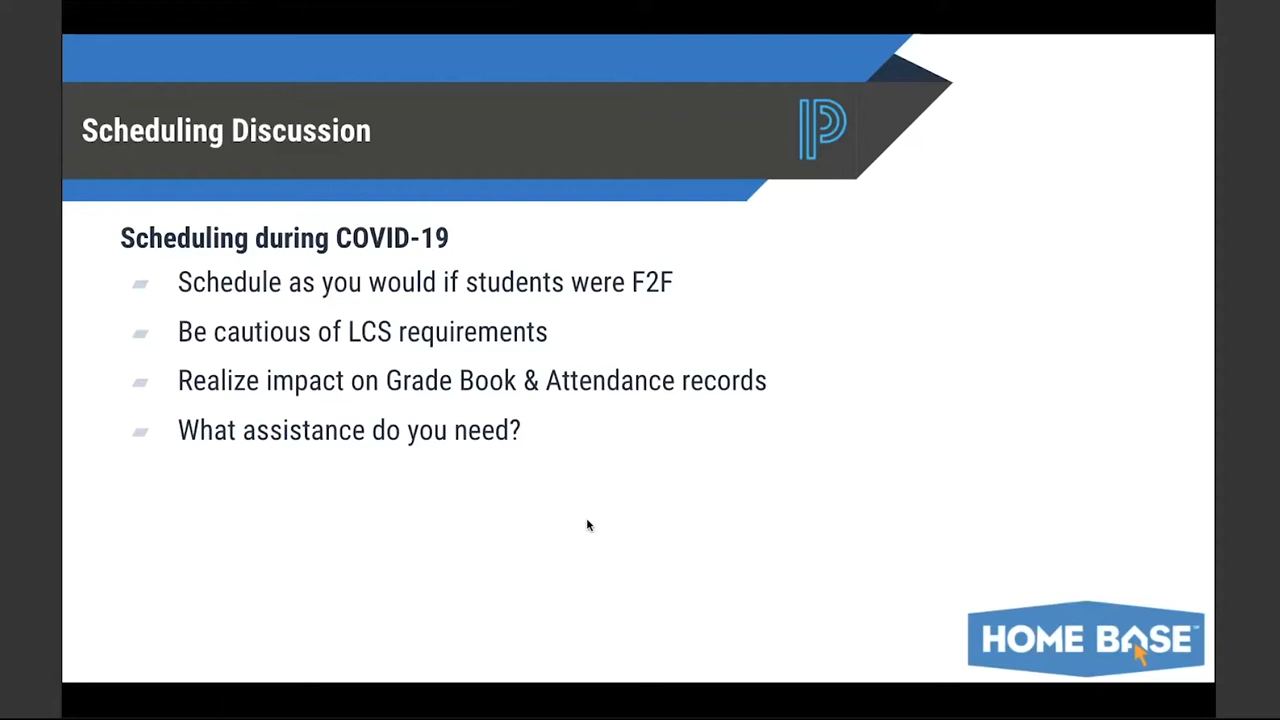 Scheduling Discussion
Scheduling during COVID-19
Schedule as you would if students were F2F
Be cautious of LCS requirements
Realize impact on Grade Book & Attendance records
What assistance do you need?
HOME BASE™